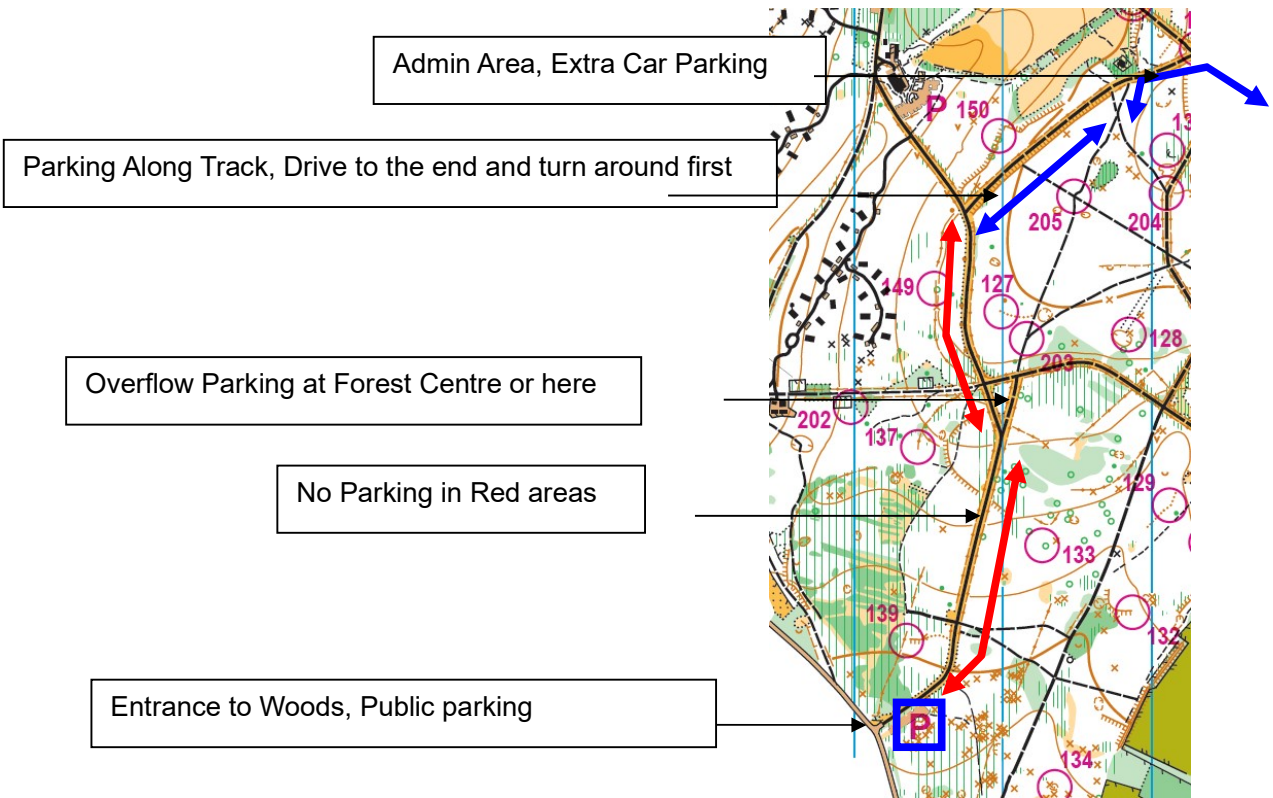 Admin Area, Extra Car Parking
P 150
13
Parking Along Track, Drive to the end and turn around first
205
204
149
127
128
203
Overflow Parking at Forest Centre or here
202
137
No Parking in Red areas
129
133
139
132
Entrance to Woods, Public parking
P
134